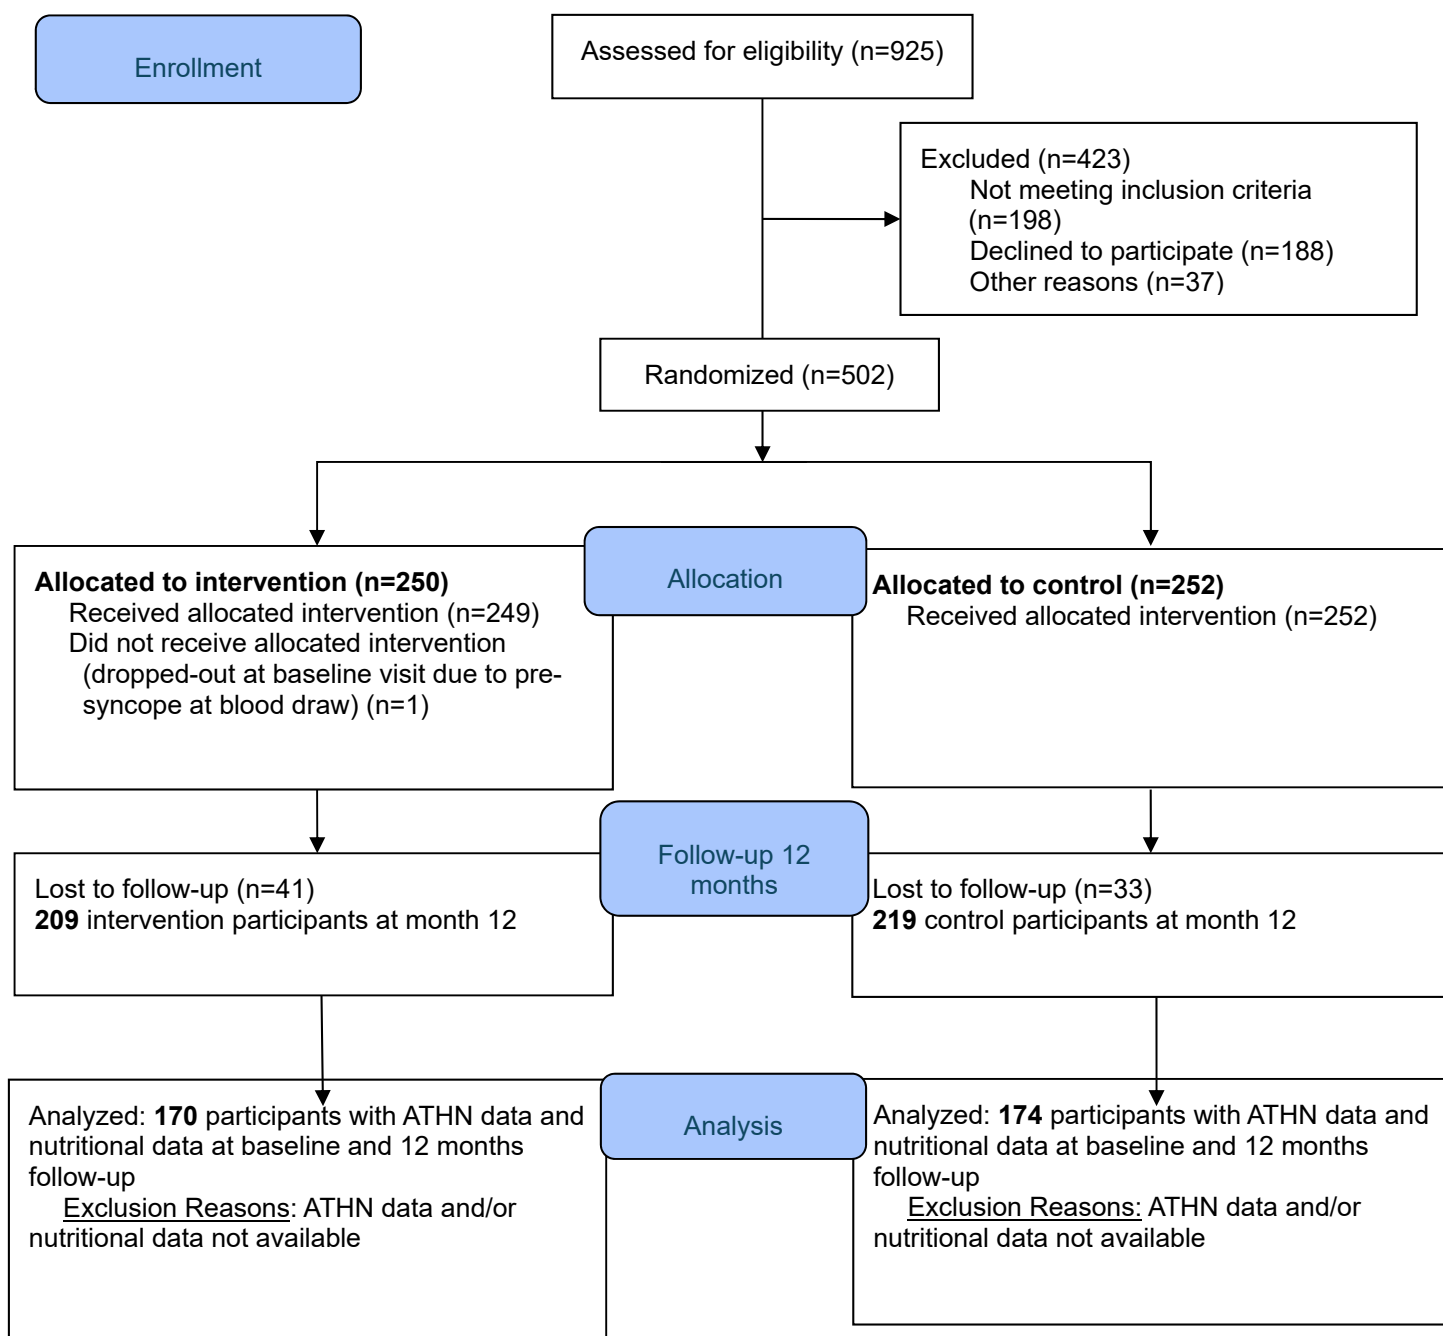 Enrollment
Assessed for eligibility (n=925)
Excluded (n=423)
Not meeting inclusion criteria
(n=198)
Declined to participate (n=188)
Other reasons (n=37)
Randomized (n=502)
Allocation
Allocated to intervention (n=250)
Received allocated intervention (n=249)
Did not receive allocated intervention
(dropped-out at baseline visit due to pre-
syncope at blood draw) (n=1)
Allocated to control (n=252)
Received allocated intervention (n=252)
Follow-up 12
months
Lost to follow-up (n=41)
209 intervention participants at month 12
Lost to follow-up (n=33)
219 control participants at month 12
Analysis
Analyzed: 170 participants with ATHN data and
nutritional data at baseline and 12 months
follow-up
Exclusion Reasons: ATHN data and/or
nutritional data not available
Analyzed: 174 participants with ATHN data and
nutritional data at baseline and 12 months
follow-up
Exclusion Reasons: ATHN data and/or
nutritional data not available